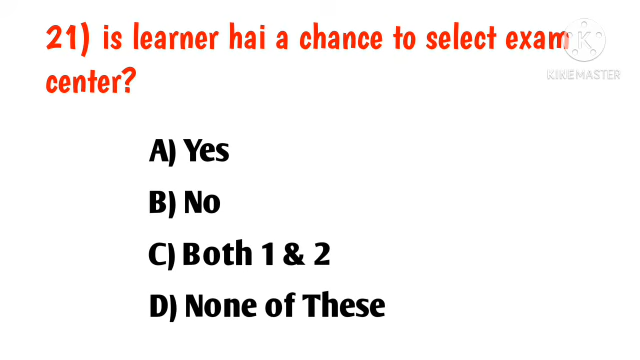 21) is learner hai a chance to select exam
center?
KINEMASTER
A) Yes
B) No
C) Both 1 & 2
D) None of These